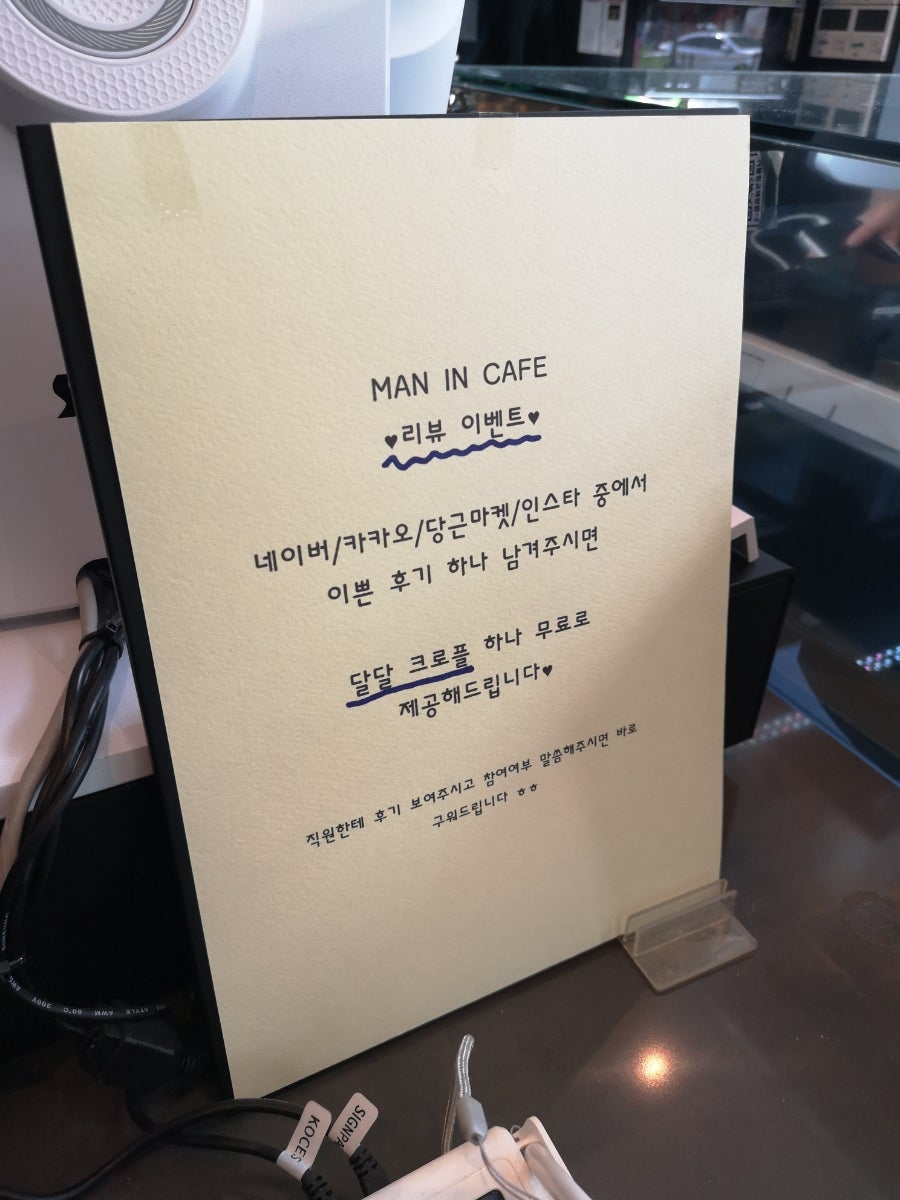 MAN IN CAFE
♥리뷰 이벤트♥
네이버/카카오/당근마켓/인스타 중에서
이쁜 후기 하나 남겨주시면
달달 크로플 하나 무료로
제공해드립니다♥
직원한테 후기 보여주시고 참여여부 말씀해주시면 바로
구워드립니다 ㅎㅎ
KOCES
SIGNPA